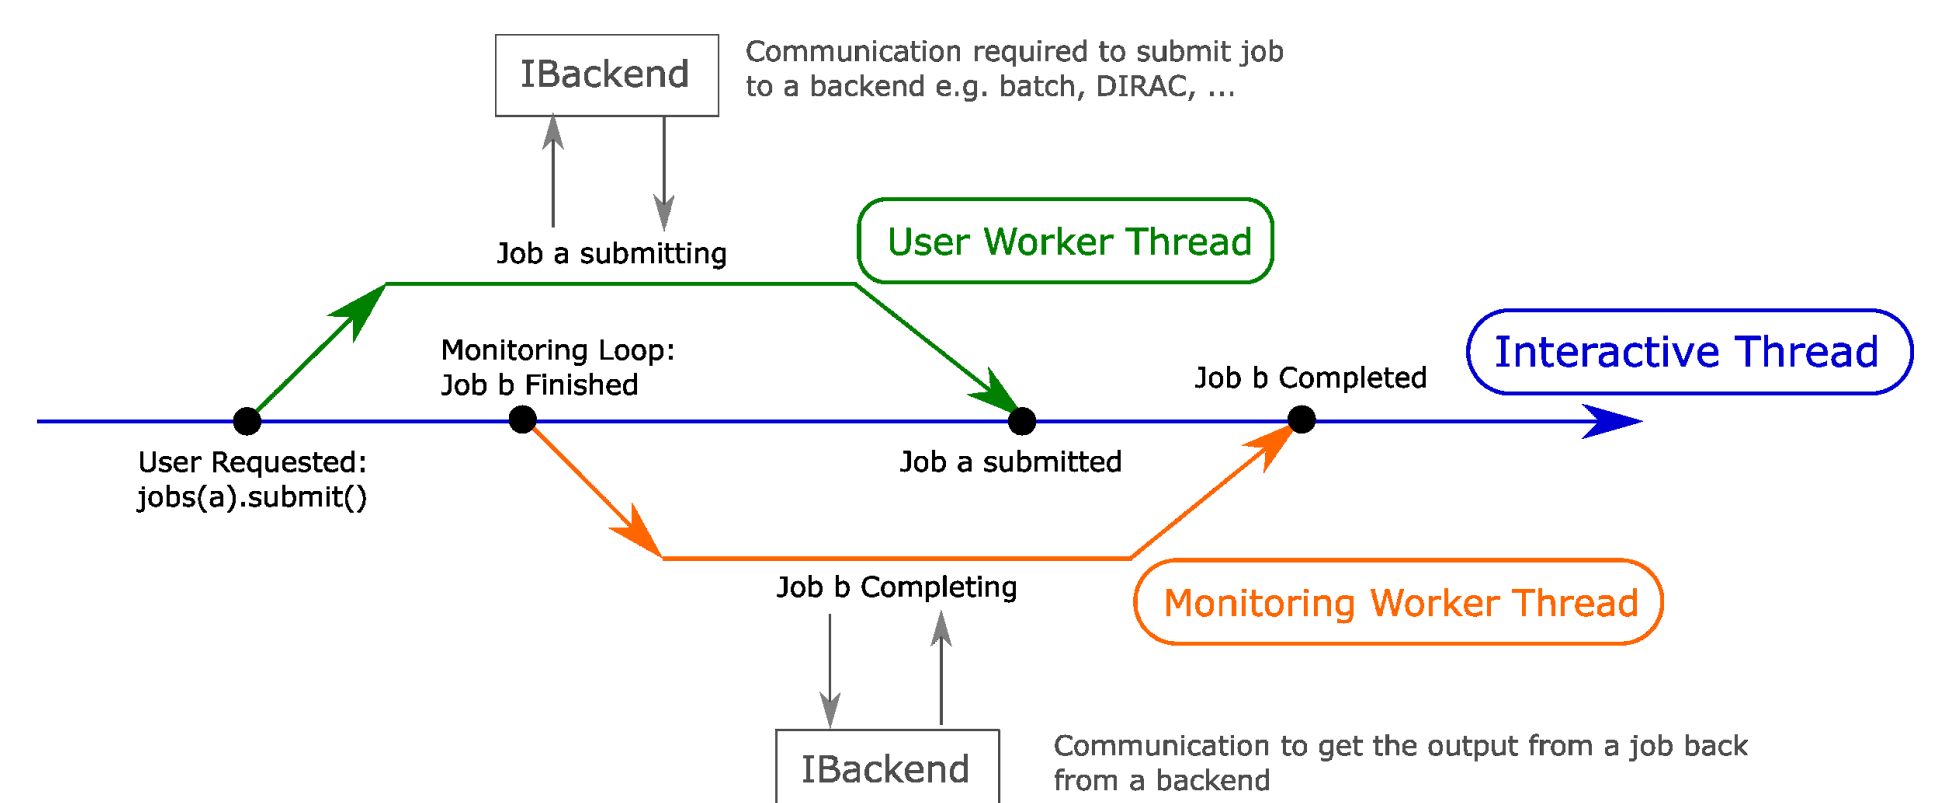 IBackend
Communication required to submit job
to a backend e.g. batch, DIRAC, ...
Job a submitting
User Worker Thread
Monitoring Loop:
Job b Finished
Interactive Thread
Job b Completed
User Requested:
jobs(a).submit()
Job a submitted
Job b Completing
Monitoring Worker Thread
IBackend
Communication to get the output from a job back
from a backend